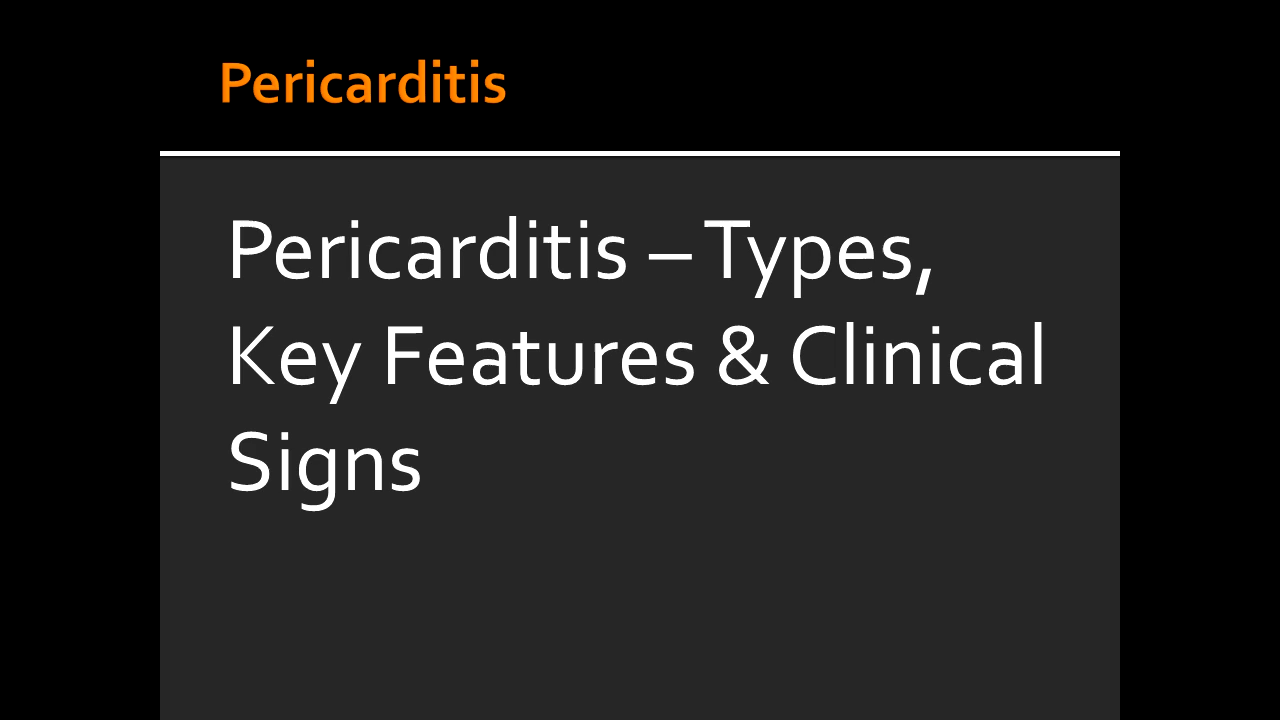 Pericarditis
Pericarditis – Types,
Key Features & Clinical
Signs